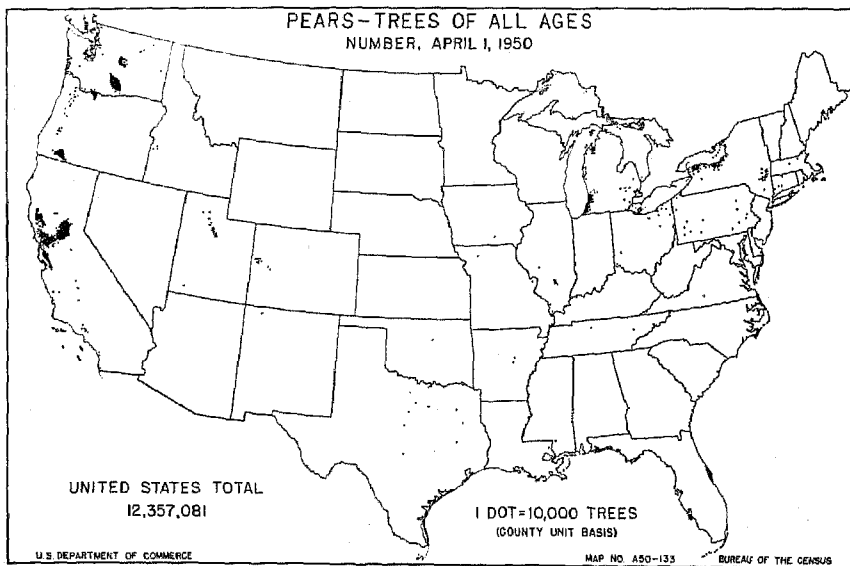 PEARS-TREES OF ALL AGES
NUMBER, APRIL 1, 1950
UNITED STATES TOTAL
12,357,081
1 DOT=10,000 TREES
(COUNTY UNIT BASIS)
U.S. DEPARTMENT OF COMMERCE
MAP NO. A50-133
BUREAU OF THE CENSUS